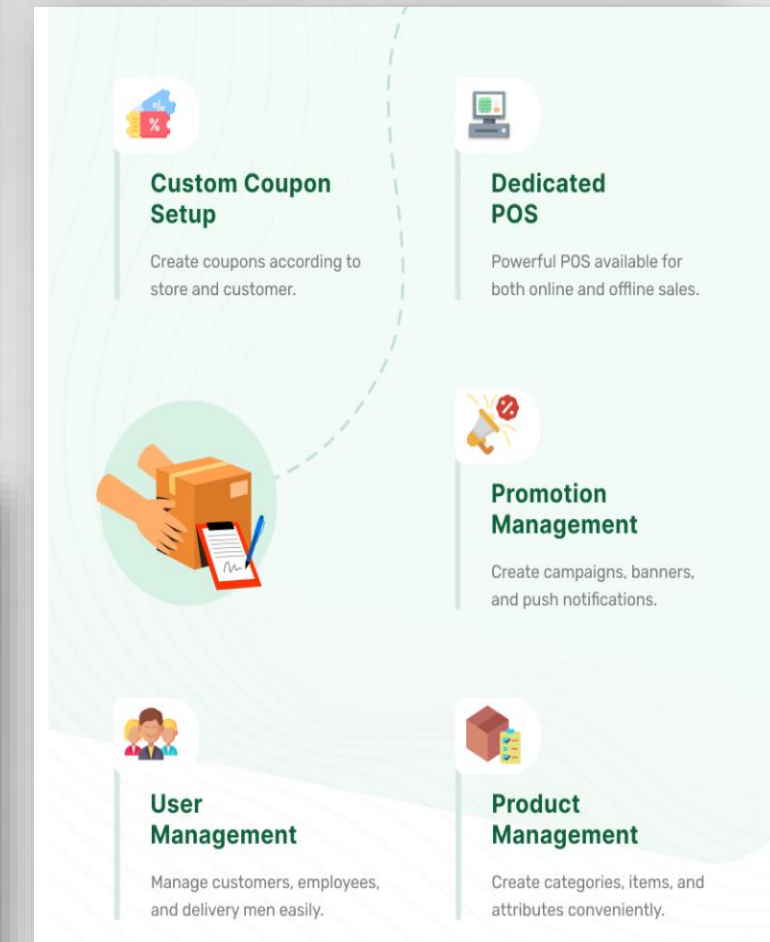 Custom Coupon
Setup
Create coupons according to
store and customer.
Dedicated
POS
Powerful POS available for
both online and offline sales.
Promotion
Management
Create campaigns, banners,
and push notifications.
User
Management
Manage customers, employees,
and delivery men easily.
Product
Management
Create categories, items, and
attributes conveniently.